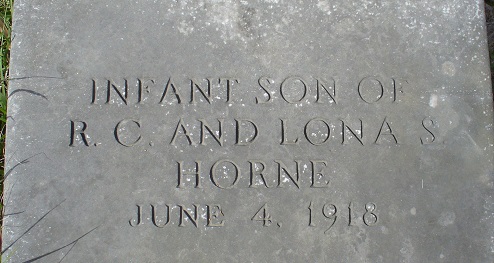 INFANT SON OF
R. C. AND LONA S
HORNE
JUNE 4, 1918